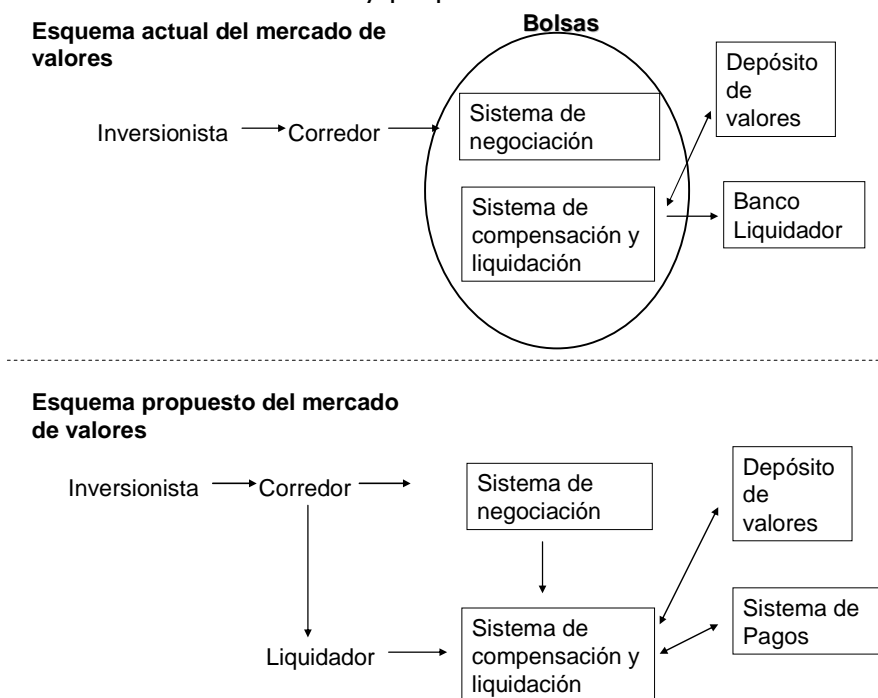 Esquema actual del mercado de
valores
Bolsas
Inversionista
Corredor
Sistema de
negociación
Depósito
de
valores
Sistema de
compensación y
liquidación
Banco
Liquidador
Esquema propuesto del mercado
de valores
Inversionista
Corredor
Sistema de
negociación
Depósito
de
valores
Liquidador
Sistema de
compensación y
liquidación
Sistema de
Pagos